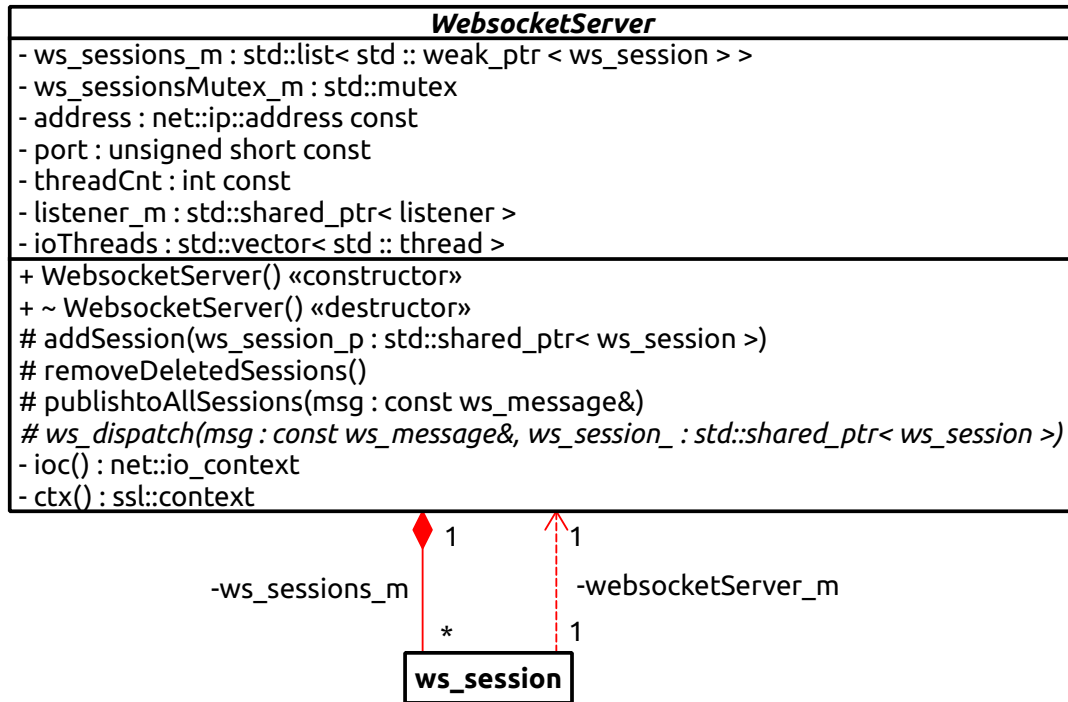 WebsocketServer
- ws_sessions_m : std::list< std :: weak_ptr < ws_session > >
- ws_sessionsMutex_m : std::mutex
- address : net::ip::address const
- port : unsigned short const
- threadCnt : int const
- listener_m : std::shared_ptr< listener >
- ioThreads : std::vector< std :: thread >
+ WebsocketServer() «constructor»
+ ~ WebsocketServer() «destructor»
# addSession(ws_session_p : std::shared_ptr< ws_session >)
# removeDeletedSessions()
# publishtoAllSessions(msg : const ws_message&)
# ws_dispatch(msg : const ws_message&, ws_session_ : std::shared_ptr< ws_session >)
- ioc() : net::io_context
- ctx() : ssl::context
1 1
-ws_sessions_m -websocketServer_m
* 1
ws_session